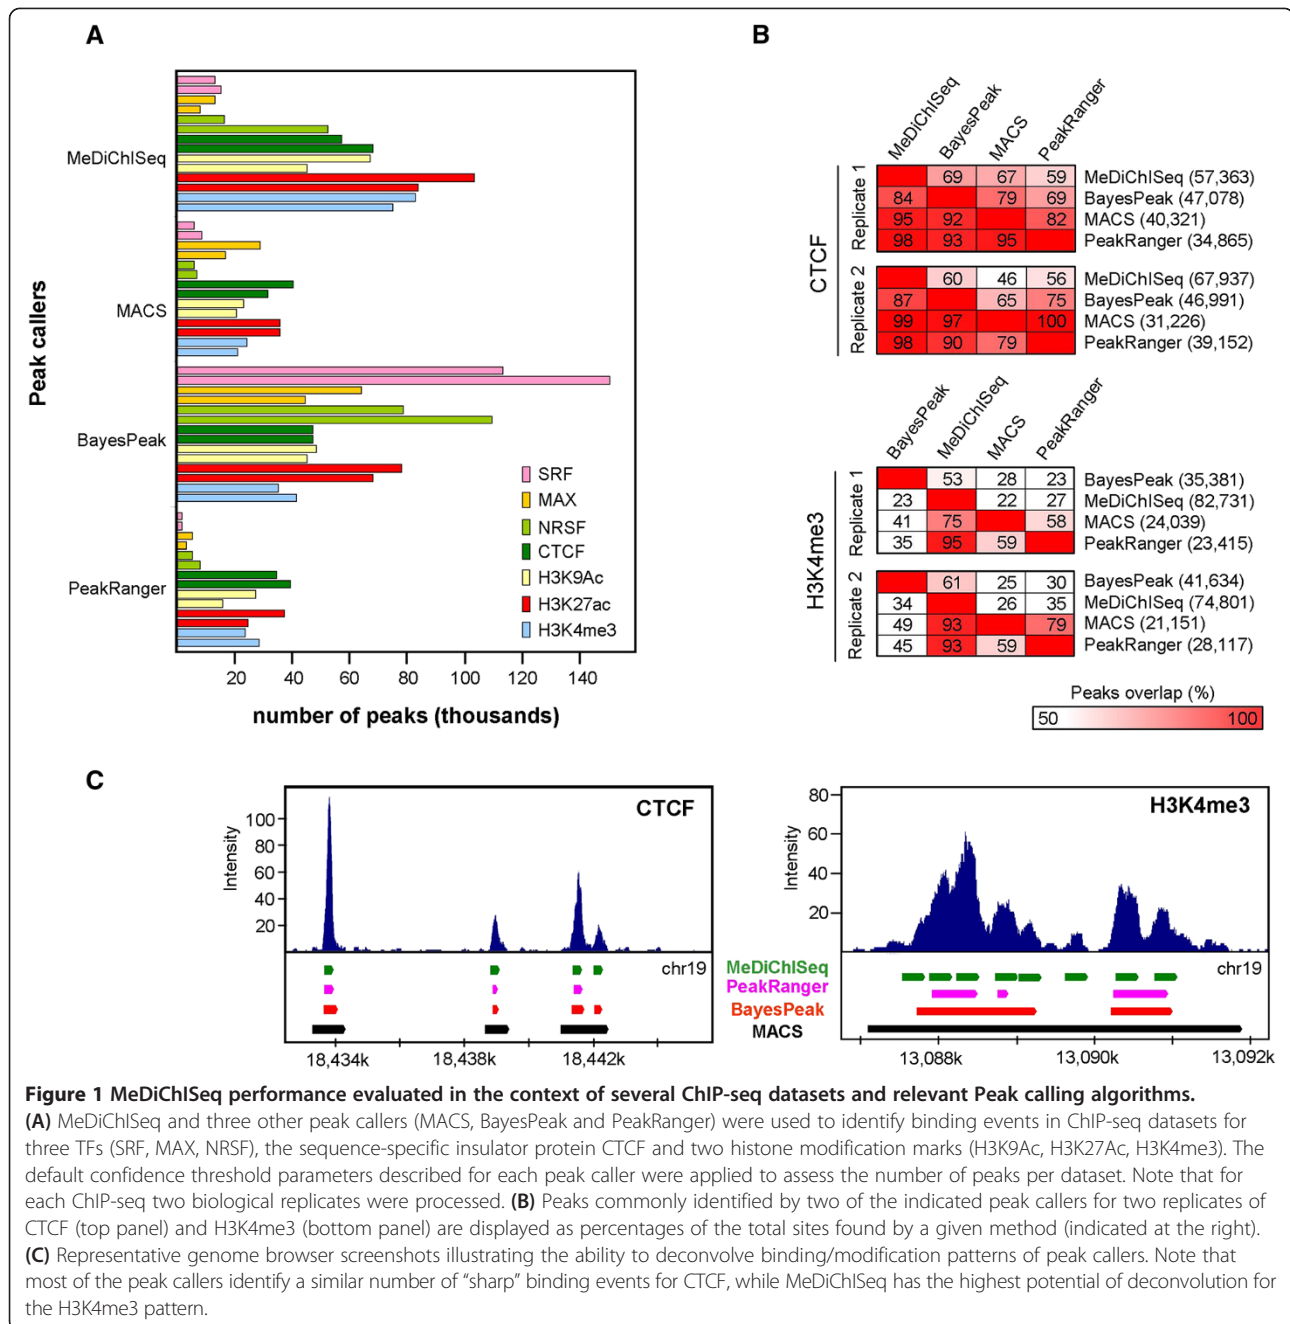 A
Peak callers
MeDiChISeq
MACS
BayesPeak
PeakRanger
SRF
MAX
NRSF
CTCF
H3K9Ac
H3K27ac
H3K4me3
20 40 60 80 100 120 140
number of peaks (thousands)
B
MeDiChISeq BayesPeak MACS PeakRanger
CTCF
Replicate 1
69 67 59 MeDiChISeq (57,363)
84 79 69 BayesPeak (47,078)
95 92 82 MACS (40,321)
98 93 95 PeakRanger (34,865)
Replicate 2
60 46 56 MeDiChISeq (67,937)
87 65 75 BayesPeak (46,991)
99 97 100 MACS (31,226)
98 90 79 PeakRanger (39,152)
BayesPeak MeDiChISeq MACS PeakRanger
H3K4me3
Replicate 1
53 28 23 BayesPeak (35,381)
23 22 27 MeDiChISeq (82,731)
41 75 58 MACS (24,039)
35 95 59 PeakRanger (23,415)
Replicate 2
61 25 30 BayesPeak (41,634)
34 26 35 MeDiChISeq (74,801)
49 93 79 MACS (21,151)
45 93 59 PeakRanger (28,117)
Peaks overlap (%)
50 100
C
CTCF
Intensity
100
80
60
40
20
chr19
18,434k 18,438k 18,442k
MeDiChISeq
PeakRanger
BayesPeak
MACS
H3K4me3
Intensity
80
60
40
20
chr19
13,088k 13,090k 13,092k
Figure 1 MeDiChISeq performance evaluated in the context of several ChIP-seq datasets and relevant Peak calling algorithms.
(A) MeDiChISeq and three other peak callers (MACS, BayesPeak and PeakRanger) were used to identify binding events in ChIP-seq datasets for
three TFs (SRF, MAX, NRSF), the sequence-specific insulator protein CTCF and two histone modification marks (H3K9Ac, H3K27Ac, H3K4me3). The
default confidence threshold parameters described for each peak caller were applied to assess the number of peaks per dataset. Note that for
each ChIP-seq two biological replicates were processed. (B) Peaks commonly identified by two of the indicated peak callers for two replicates of
CTCF (top panel) and H3K4me3 (bottom panel) are displayed as percentages of the total sites found by a given method (indicated at the right).
(C) Representative genome browser screenshots illustrating the ability to deconvolve binding/modification patterns of peak callers. Note that
most of the peak callers identify a similar number of “sharp” binding events for CTCF, while MeDiChISeq has the highest potential of deconvolution for
the H3K4me3 pattern.